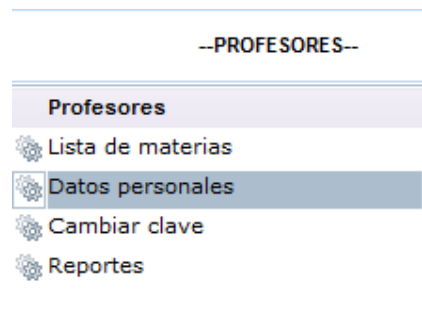 --PROFESORES--
Profesores
Lista de materias
Datos personales
Cambiar clave
Reportes